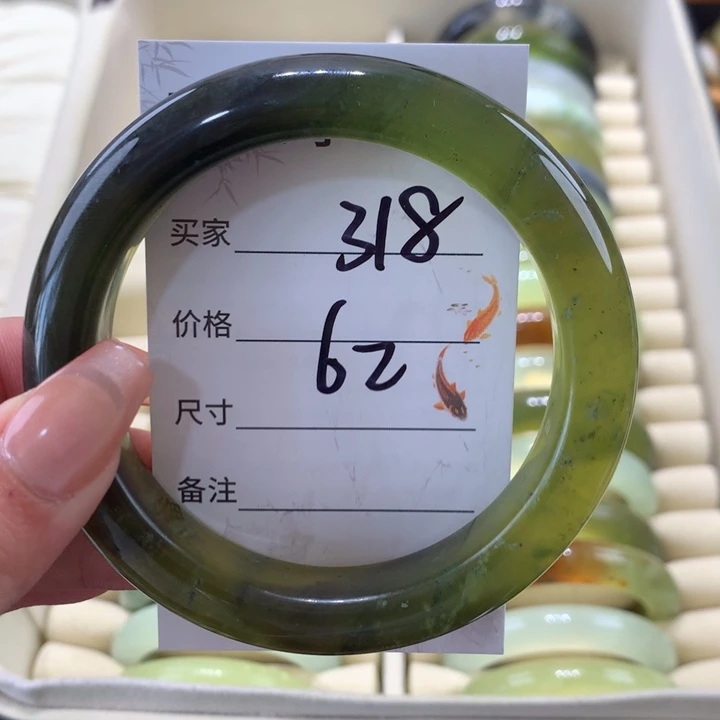 买家 318
价格 62
尺寸
备注